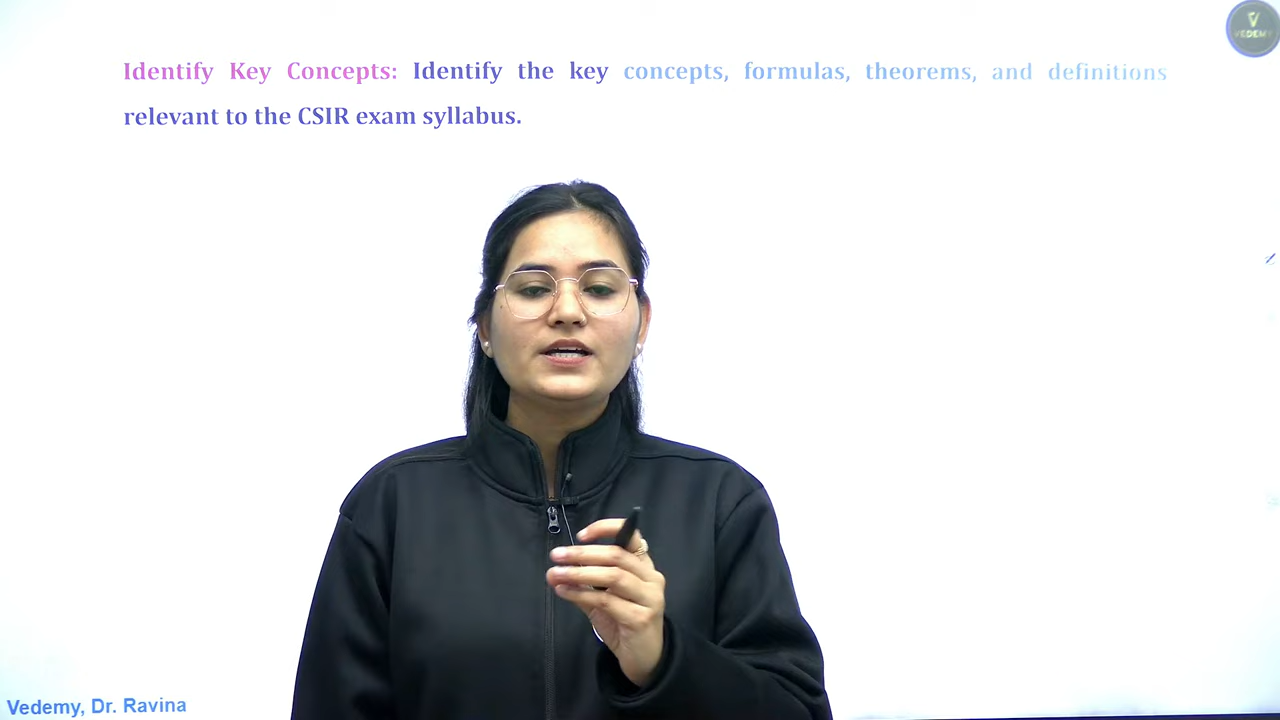 VEDEMY
Identify Key Concepts: Identify the key concepts, formulas, theorems, and definitions
relevant to the CSIR exam syllabus.
Vedemy, Dr. Ravina